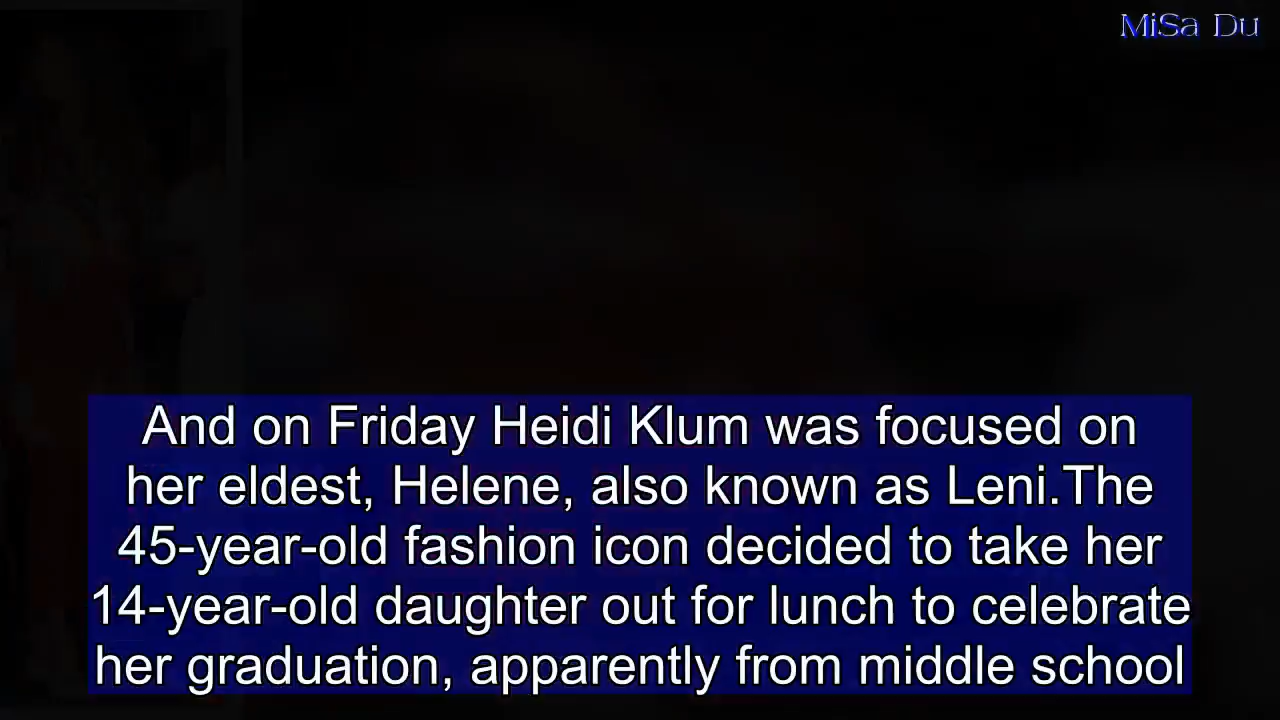 MiSa Du
And on Friday Heidi Klum was focused on
her eldest, Helene, also known as Leni.The
45-year-old fashion icon decided to take her
14-year-old daughter out for lunch to celebrate
her graduation, apparently from middle school